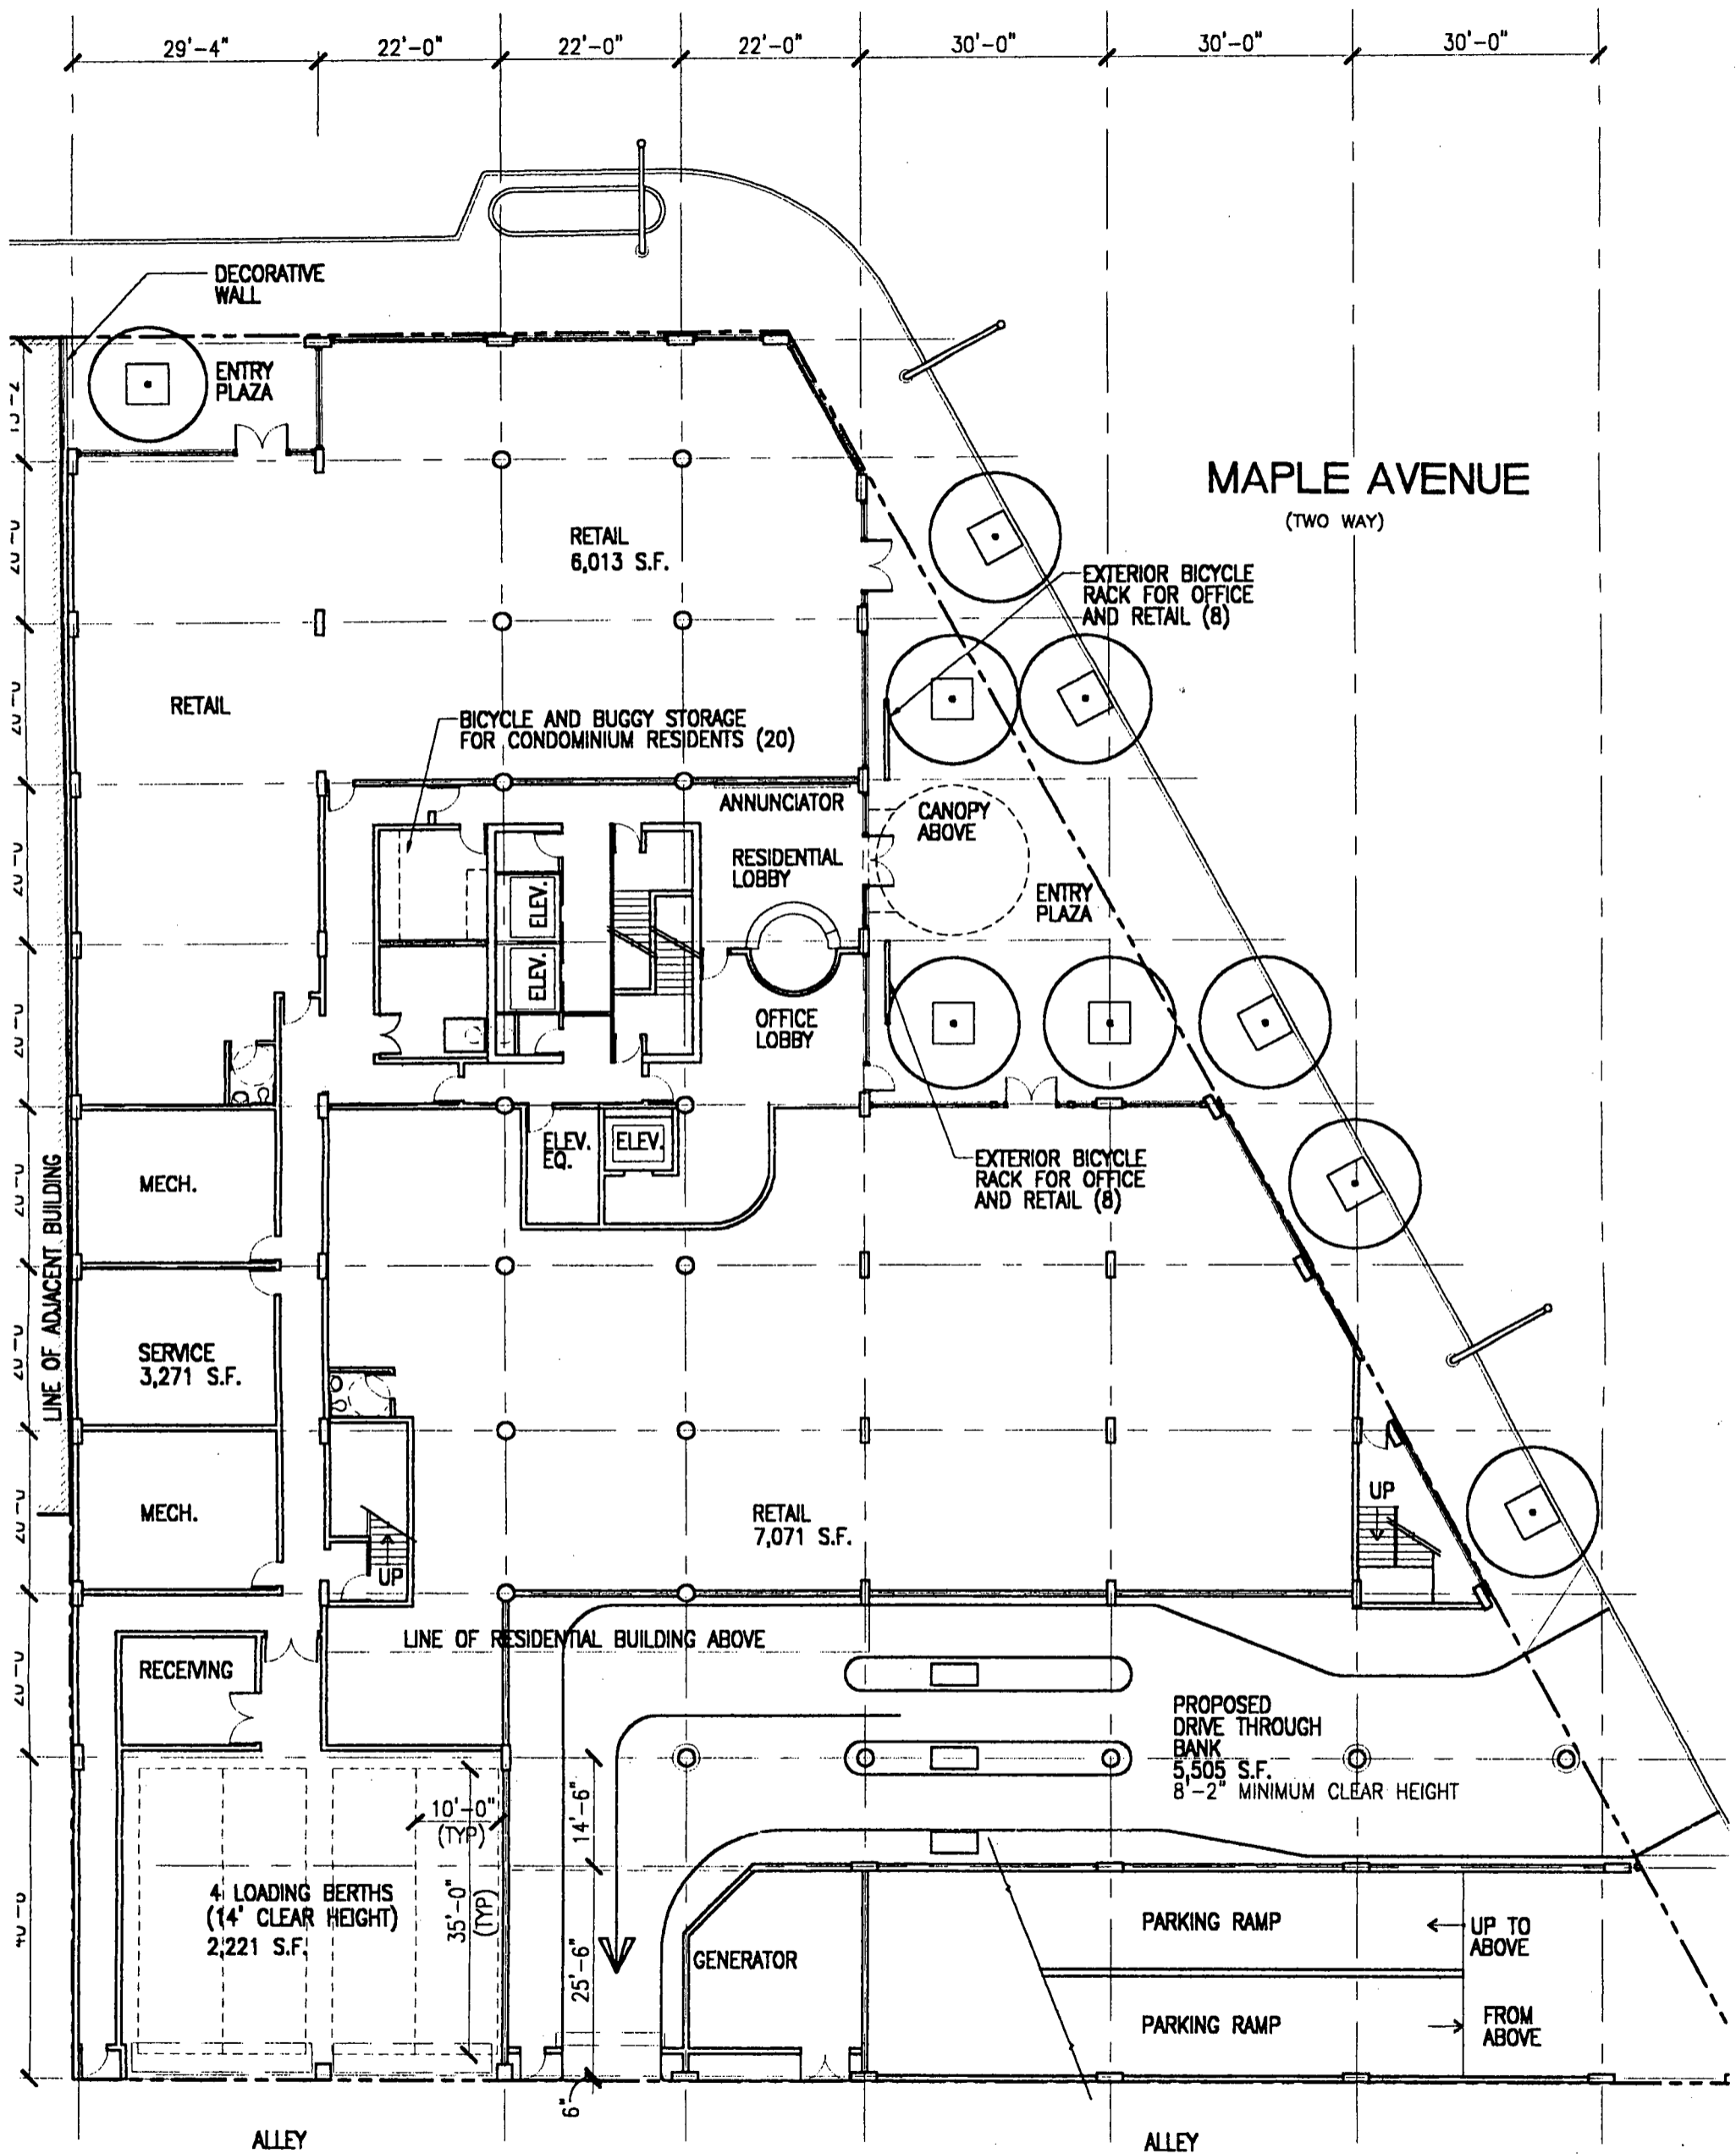 29'-4"
22'-0"
22'-0"
22'-0"
30'-0"
30'-0"
30'-0"
DECORATIVE
WALL
ENTRY
PLAZA
MAPLE AVENUE
(TWO WAY)
RETAIL
6,013 S.F.
EXTERIOR BICYCLE
RACK FOR OFFICE
AND RETAIL (8)
RETAIL
BICYCLE AND BUGGY STORAGE
FOR CONDOMINIUM RESIDENTS (20)
ANNUNCIATOR
CANOPY
ABOVE
RESIDENTIAL
LOBBY
ELEV.
ENTRY
PLAZA
ELEV.
OFFICE
LOBBY
ELEV.
EQ.
ELEV.
EXTERIOR BICYCLE
RACK FOR OFFICE
AND RETAIL (8)
MECH.
LINE OF ADJACENT BUILDING
SERVICE
3,271 S.F.
MECH.
UP
RETAIL
7,071 S.F.
UP
LINE OF RESIDENTIAL BUILDING ABOVE
RECEIVING
PROPOSED
DRIVE THROUGH
BANK
5,505 S.F.
8'-2" MINIMUM CLEAR HEIGHT
10'-0"
(TYP)
14'-6"
35'-0"
(TYP)
4 LOADING BERTHS
(14' CLEAR HEIGHT)
2,221 S.F.
25'-6"
GENERATOR
PARKING RAMP
UP TO
ABOVE
PARKING RAMP
FROM
ABOVE
6"
ALLEY
ALLEY